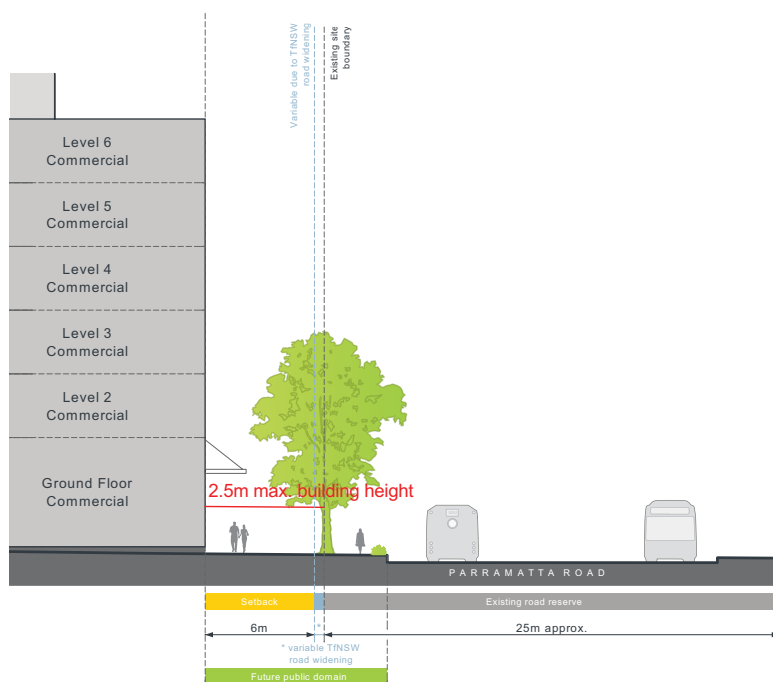 Variable due to TfNSW
road widening
Existing site
boundary
Level 6
Commercial
Level 5
Commercial
Level 4
Commercial
Level 3
Commercial
Level 2
Commercial
Ground Floor
Commercial
2.5m max. building height
PARRAMATTA ROAD
Setback
*
Existing road reserve
6m
25m approx.
* variable TfNSW
road widening
Future public domain